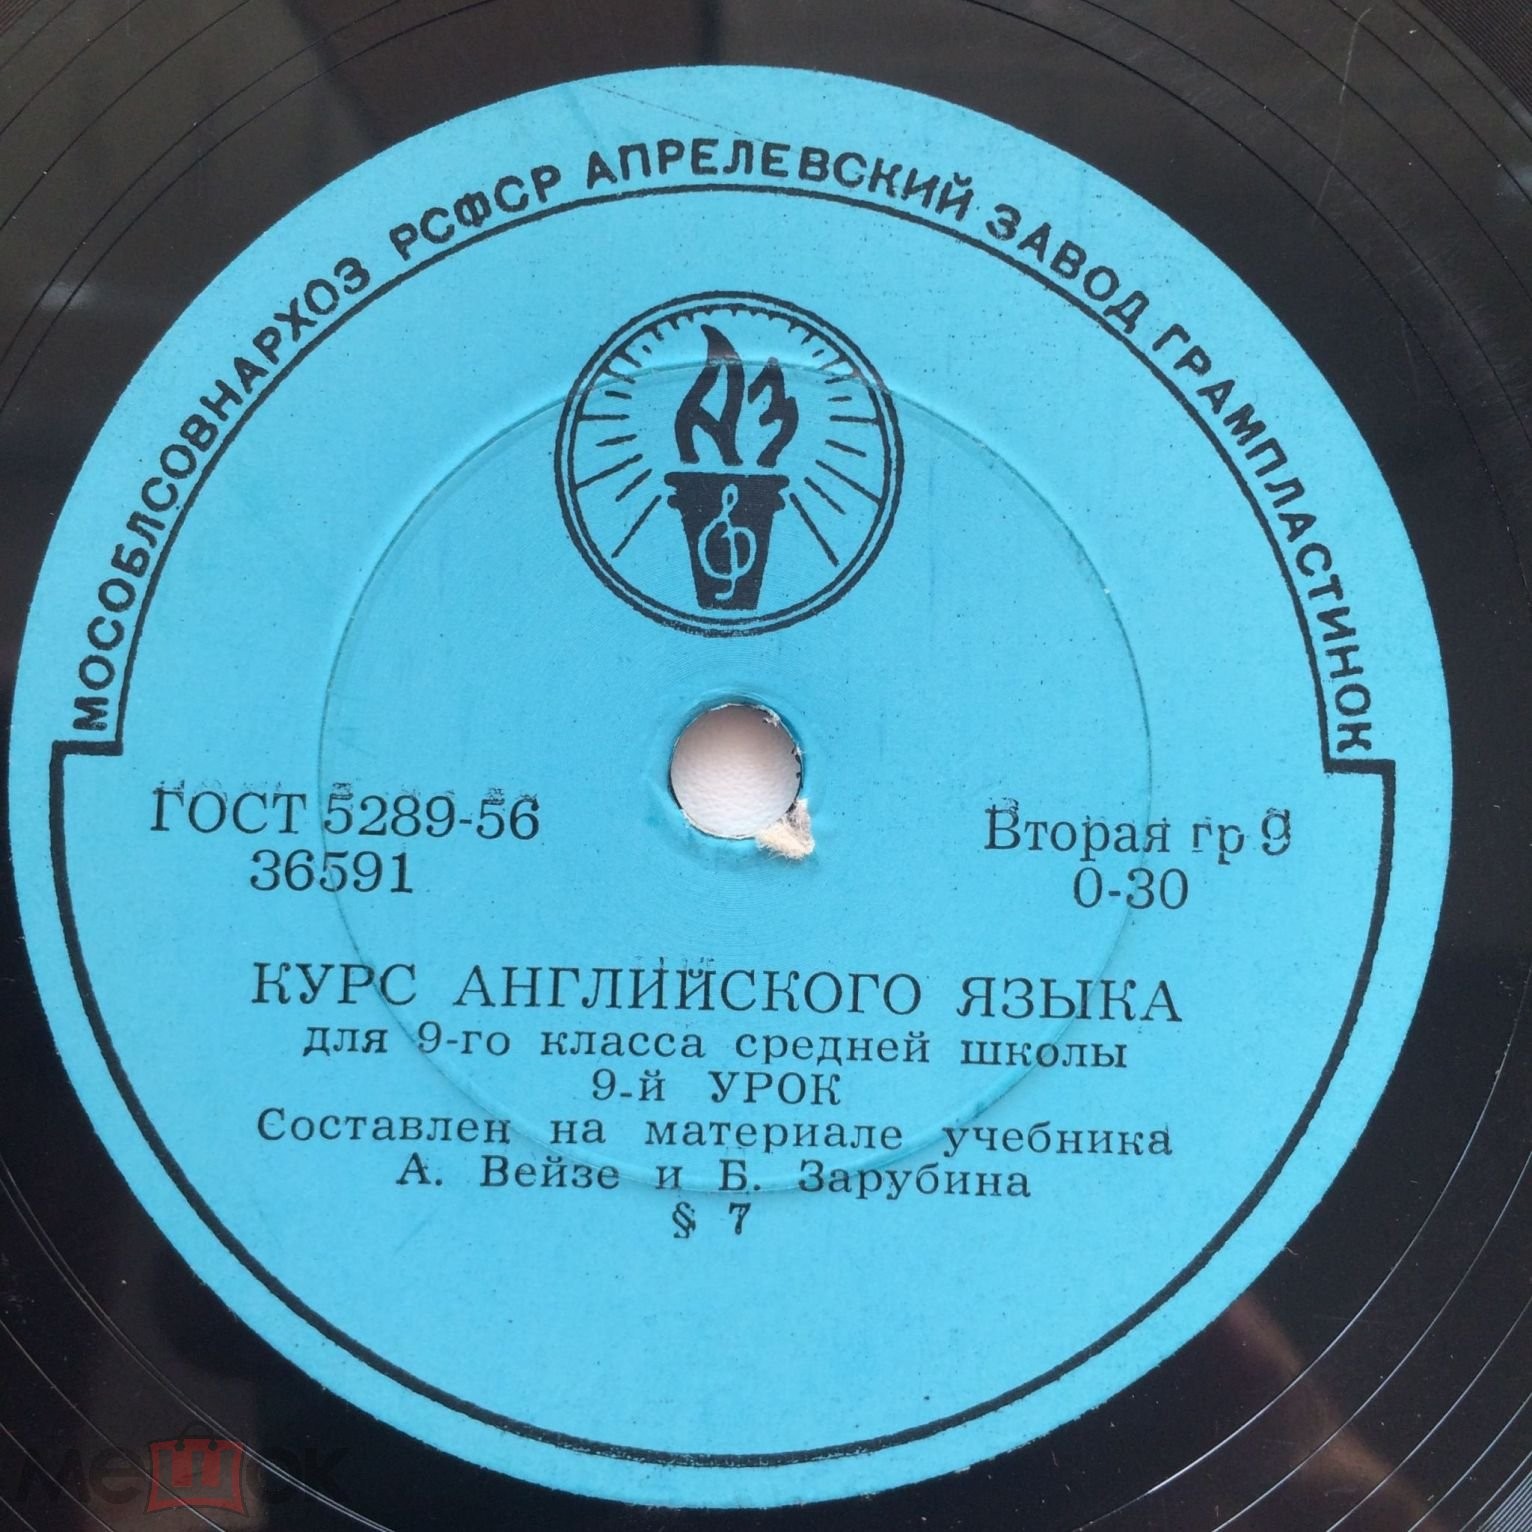 МОСОБЛСОВНАРХОЗ РСФСР АПРЕЛЕВСКИЙ ЗАВОД ГРАМПЛАСТИНОК
АЗ
ГОСТ 5289-56
36591
Вторая гр 9
0-30
КУРС АНГЛИЙСКОГО ЯЗЫКА
для 9-го класса средней школы
9-й УРОК
Составлен на материале учебника
А. Вейзе и Б. Зарубина
§ 7
мешок